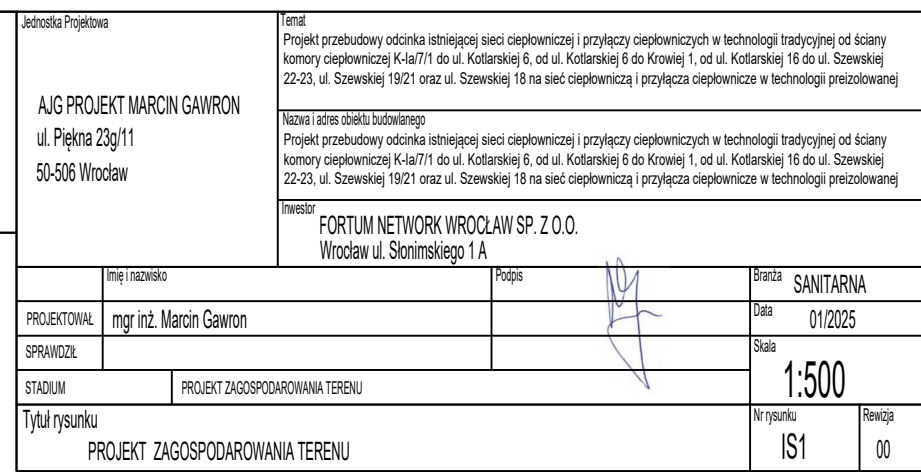 Jednostka Projektowa
AJG PROJEKT MARCIN GAWRON
ul. Piękna 23g/11
50-506 Wrocław
Temat
Projekt przebudowy odcinka istniejącej sieci ciepłowniczej i przyłączy ciepłowniczych w technologii tradycyjnej od ściany
komory ciepłowniczej K-Ia/7/1 do ul. Kotlarskiej 6, od ul. Kotlarskiej 6 do Krowiej 1, od ul. Kotlarskiej 16 do ul. Szewskiej
22-23, ul. Szewskiej 19/21 oraz ul. Szewskiej 18 na sieć ciepłowniczą i przyłącza ciepłownicze w technologii preizolowanej
Nazwa i adres obiektu budowlanego
Projekt przebudowy odcinka istniejącej sieci ciepłowniczej i przyłączy ciepłowniczych w technologii tradycyjnej od ściany
komory ciepłowniczej K-Ia/7/1 do ul. Kotlarskiej 6, od ul. Kotlarskiej 6 do Krowiej 1, od ul. Kotlarskiej 16 do ul. Szewskiej
22-23, ul. Szewskiej 19/21 oraz ul. Szewskiej 18 na sieć ciepłowniczą i przyłącza ciepłownicze w technologii preizolowanej
Inwestor
FORTUM NETWORK WROCŁAW SP. Z O.O.
Wrocław ul. Słonimskiego 1 A
Imię i nazwisko
Podpis
Branża SANITARNA
PROJEKTOWAŁ mgr inż. Marcin Gawron
Data 01/2025
SPRAWDZIŁ
Skala
1:500
STADIUM PROJEKT ZAGOSPODAROWANIA TERENU
Tytuł rysunku
PROJEKT ZAGOSPODAROWANIA TERENU
Nr rysunku
IS1
Rewizja
00